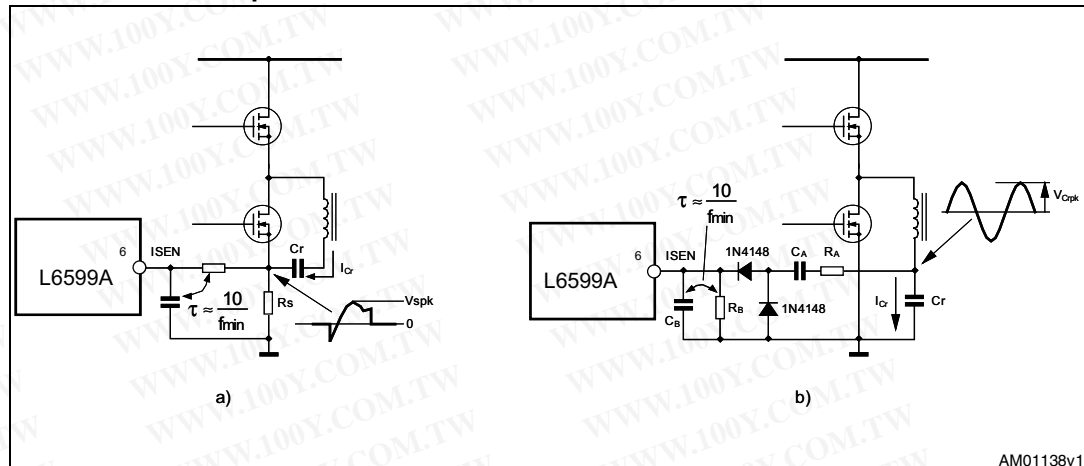 L6599A
6
ISEN
τ ≈ 10
fmin
Cr
ICr
Rs
Vspk
0
a)
L6599A
6
ISEN
τ ≈ 10
fmin
1N4148
CA
RA
CB
RB
1N4148
ICr
Cr
VCrpk
b)
AM01138v1
WWW.100Y.COM.TW